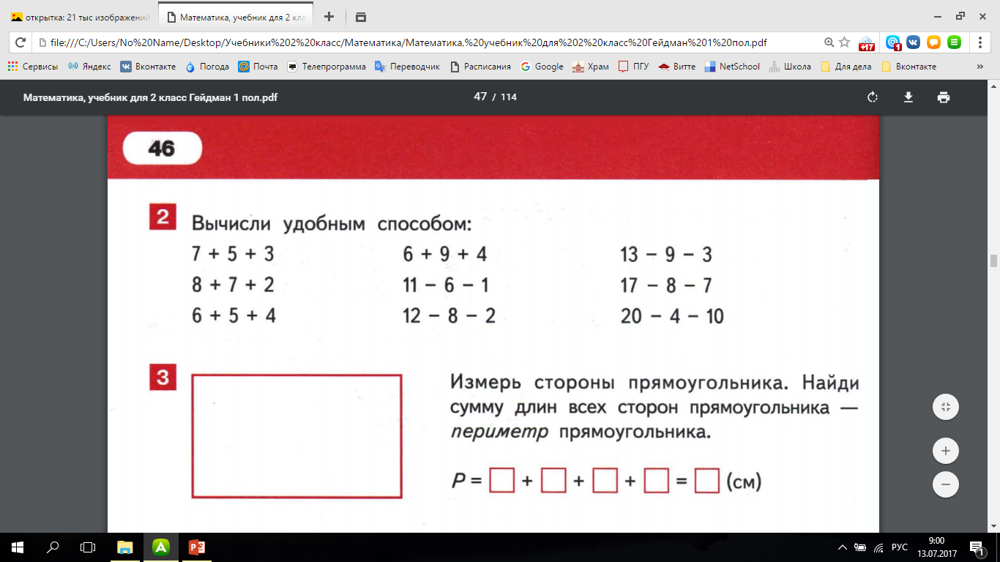 открытка: 21 тыс изображений
Математика, учебник для 2 кла
file:///C:/Users/No%20Name/Desktop/Учебники%202%20класс/Математика/Математика,%20учебник%20для%202%20класс%20Гейдман%201%20пол.pdf
+17
1
Сервисы Яндекс Вконтакте Погода Почта Телепрограмма Переводчик Расписания Google Храм ПГУ Витте NetSchool Школа Для дела Вконтакте »
Математика, учебник для 2 класс Гейдман 1 пол.pdf 47 / 114
46
2 Вычисли удобным способом:
7 + 5 + 3 6 + 9 + 4 13 − 9 − 3
8 + 7 + 2 11 − 6 − 1 17 − 8 − 7
6 + 5 + 4 12 − 8 − 2 20 − 4 − 10
3 Измерь стороны прямоугольника. Найди
сумму длин всех сторон прямоугольника —
периметр прямоугольника.
P = □ + □ + □ + □ = □ (см)
РУС 9:00
13.07.2017
1